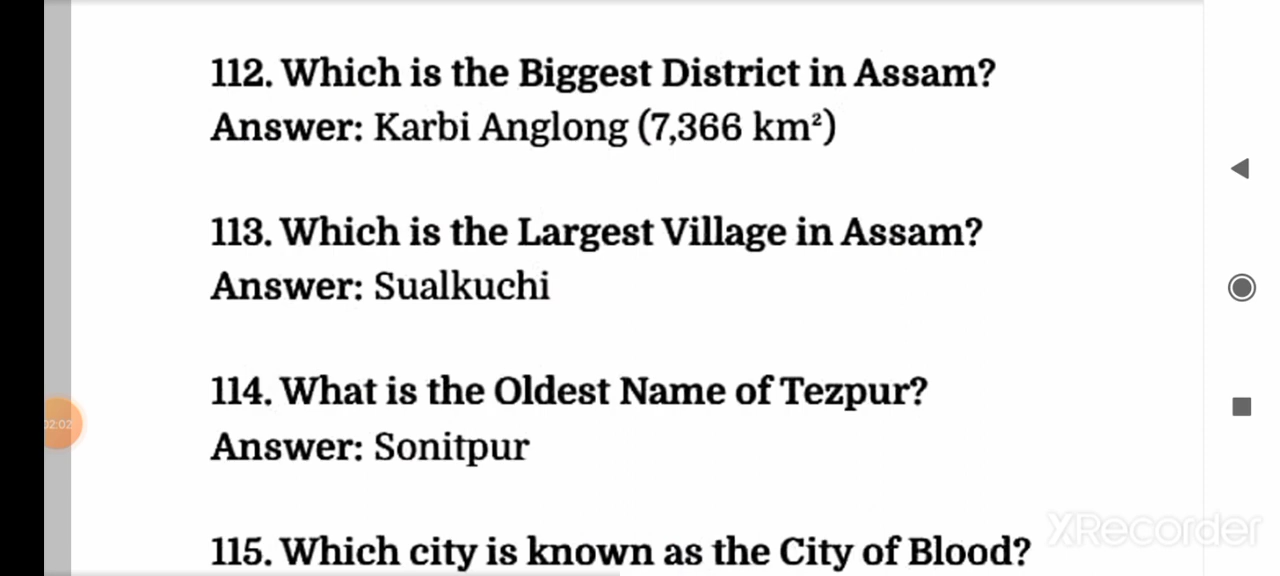 112. Which is the Biggest District in Assam?
Answer: Karbi Anglong (7,366 km²)
113. Which is the Largest Village in Assam?
Answer: Sualkuchi
114. What is the Oldest Name of Tezpur?
02:02
Answer: Sonitpur
115. Which city is known as the City of Blood?
XRecorder